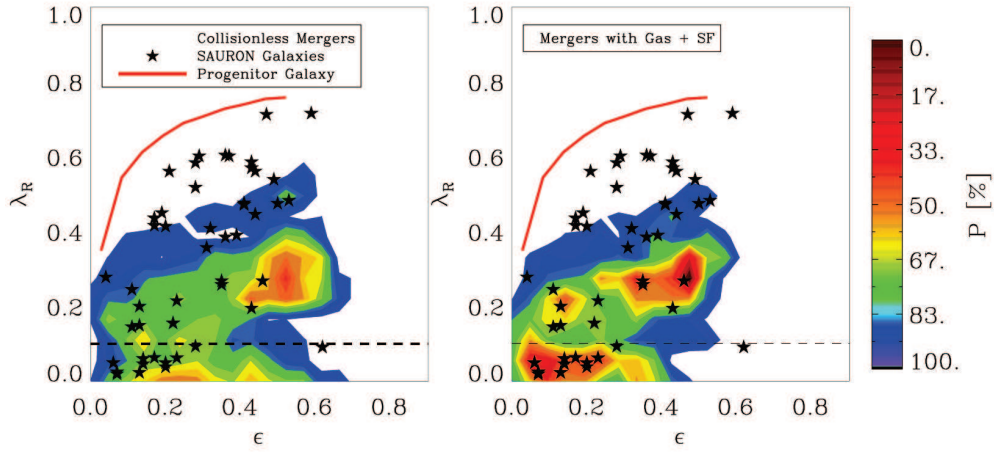 1.0
0.8
0.6
0.4
0.2
0.0
λR
Collisionless Mergers
SAURON Galaxies
Progenitor Galaxy
0.0 0.2 0.4 0.6 0.8
ε
1.0
0.8
0.6
0.4
0.2
0.0
λR
Mergers with Gas + SF
0.0 0.2 0.4 0.6 0.8
ε
0.
17.
33.
50.
67.
83.
100.
P [%]